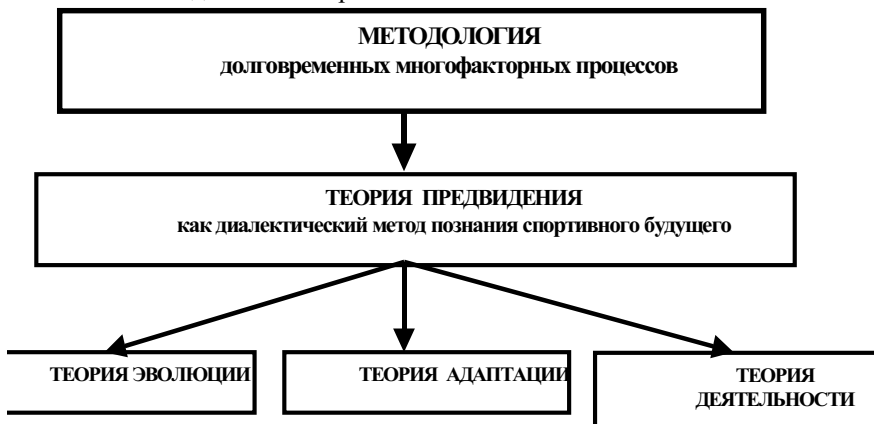 МЕТОДОЛОГИЯ
долговременных многофакторных процессов
ТЕОРИЯ ПРЕДВИДЕНИЯ
как диалектический метод познания спортивного будущего
ТЕОРИЯ ЭВОЛЮЦИИ
ТЕОРИЯ АДАПТАЦИИ
ТЕОРИЯ
ДЕЯТЕЛЬНОСТИ